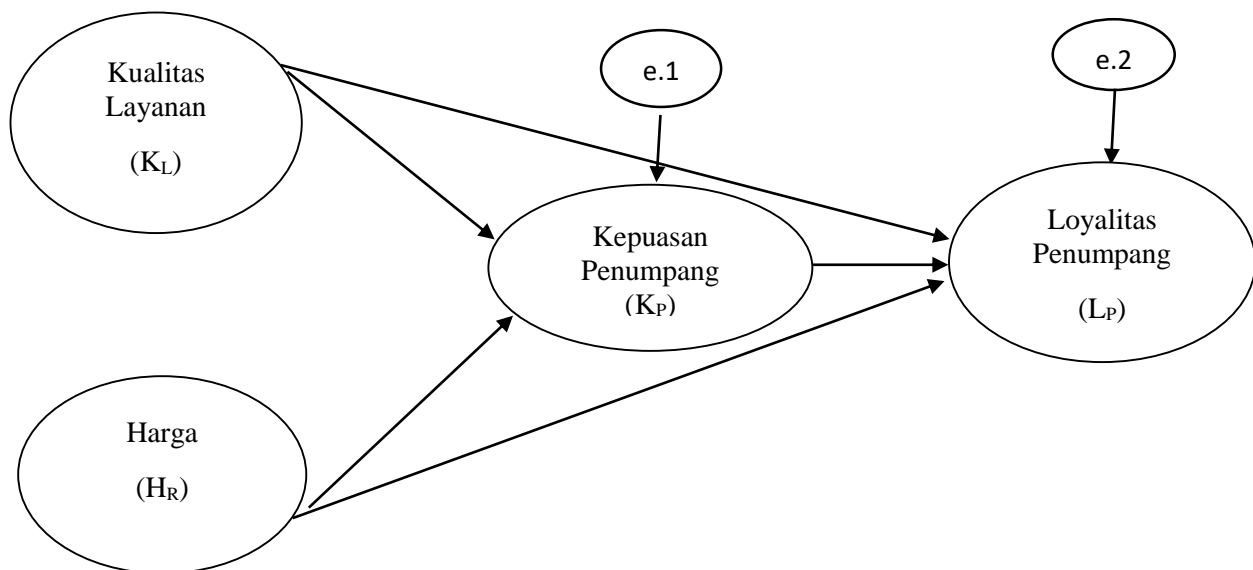 Kualitas
Layanan
(KL)
e.1
e.2
Kepuasan
Penumpang
(KP)
Loyalitas
Penumpang
(LP)
Harga
(HR)